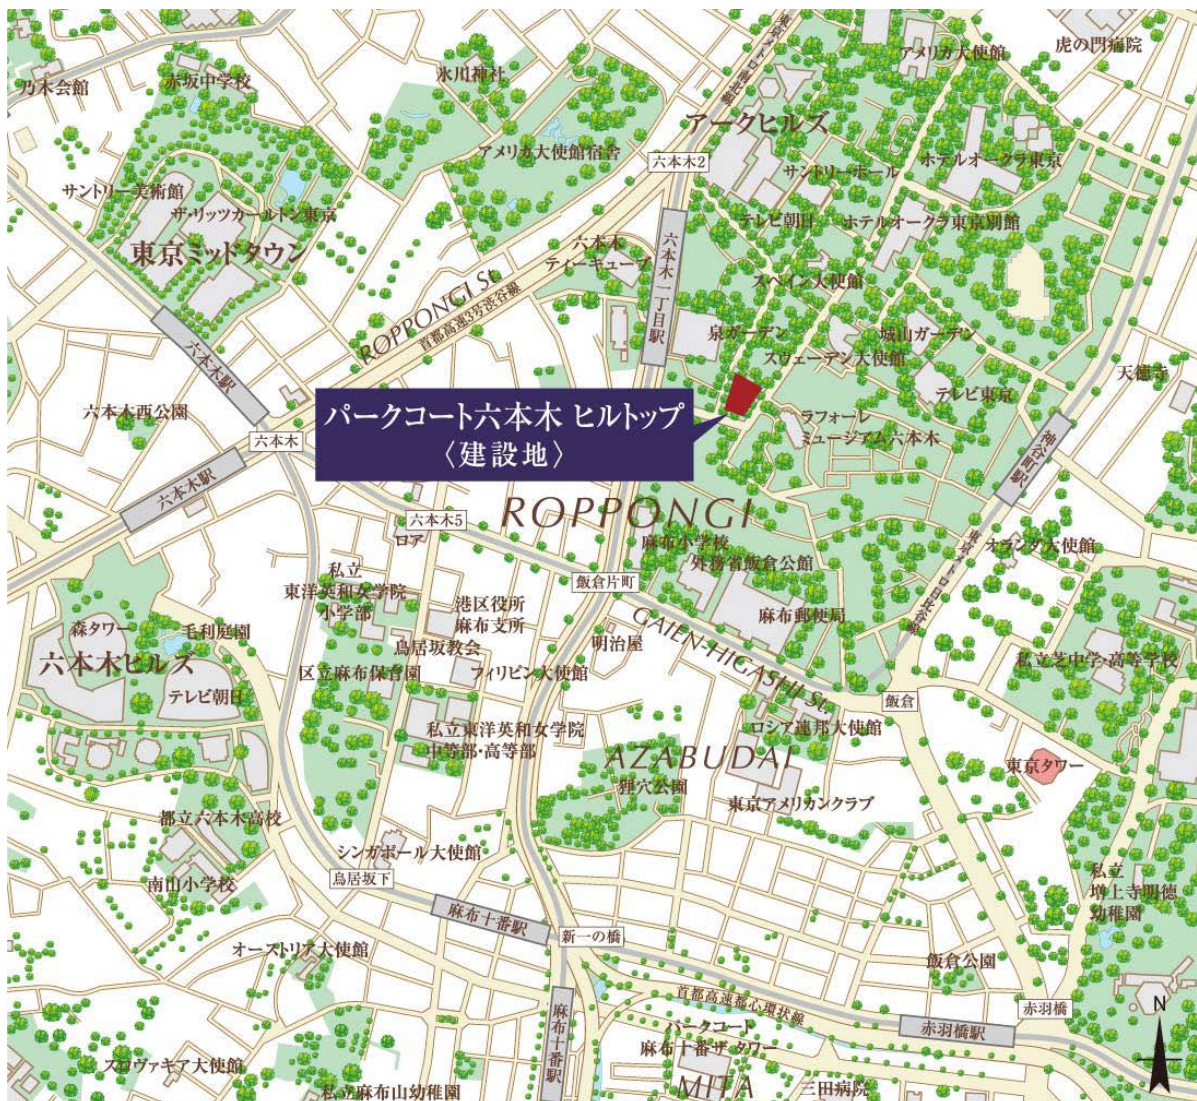 東京メトロ南北線
アメリカ大使館
虎の門病院
乃木会館
赤坂中学校
氷川神社
アークヒルズ
アメリカ大使館宿舎
六本木2
サントリーホール
ホテルオークラ東京
サントリー美術館
ザ・リッツカールトン東京
テレビ朝日
ホテルオークラ東京別館
東京ミッドタウン
六本木
ティーキューブ
六本木一丁目駅
スペイン大使館
ROPPONGI St.
首都高速3号渋谷線
泉ガーデン
城山ガーデン
スウェーデン大使館
六本木駅
天徳寺
テレビ東京
六本木西公園
パークコート六本木 ヒルトップ
〈建設地〉
ラフォーレ
ミュージアム六本木
六本木
神谷町駅
六本木駅
ROPPONGI
六本木5
ロア
麻布小学校
外務省飯倉公館
オランダ大使館
東京メトロ日比谷線
私立
東洋英和女学院
小学部
飯倉片町
港区役所
麻布支所
麻布郵便局
GAIEN-HIGASHI St.
森タワー
毛利庭園
明治屋
鳥居坂教会
六本木ヒルズ
区立麻布保育園
フィリピン大使館
私立芝中学・高等学校
テレビ朝日
飯倉
私立東洋英和女学院
中等部・高等部
ロシア連邦大使館
AZABUDAI
東京タワー
狸穴公園
東京アメリカンクラブ
都立六本木高校
シンガポール大使館
鳥居坂下
南山小学校
私立
増上寺明徳
幼稚園
麻布十番駅
新一の橋
オーストリア大使館
飯倉公園
首都高速都心環状線
赤羽橋
赤羽橋駅
N
麻布十番駅
パークコート
麻布十番ザ タワー
スロヴァキア大使館
私立麻布山幼稚園
MITA
三田病院